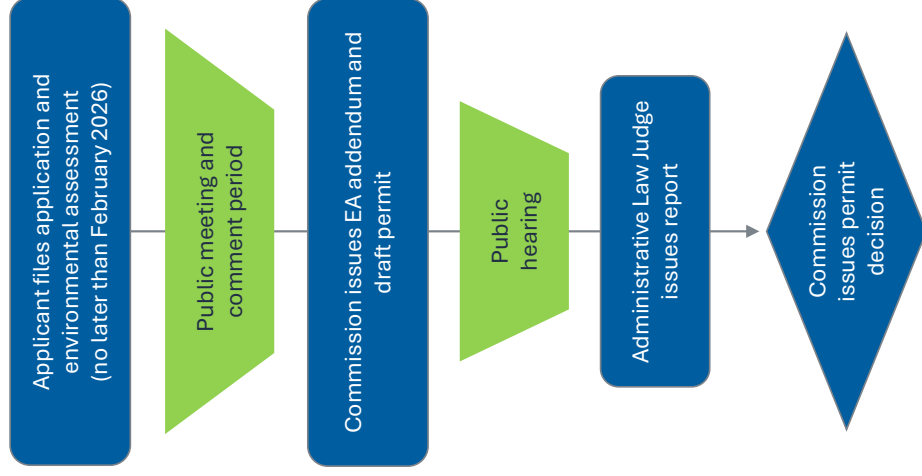 Applicant files application and
environmental assessment
(no later than February 2026)
Public meeting and
comment period
Commission issues EA addendum and
draft permit
Public
hearing
Administrative Law Judge
issues report
Commission
issues permit
decision